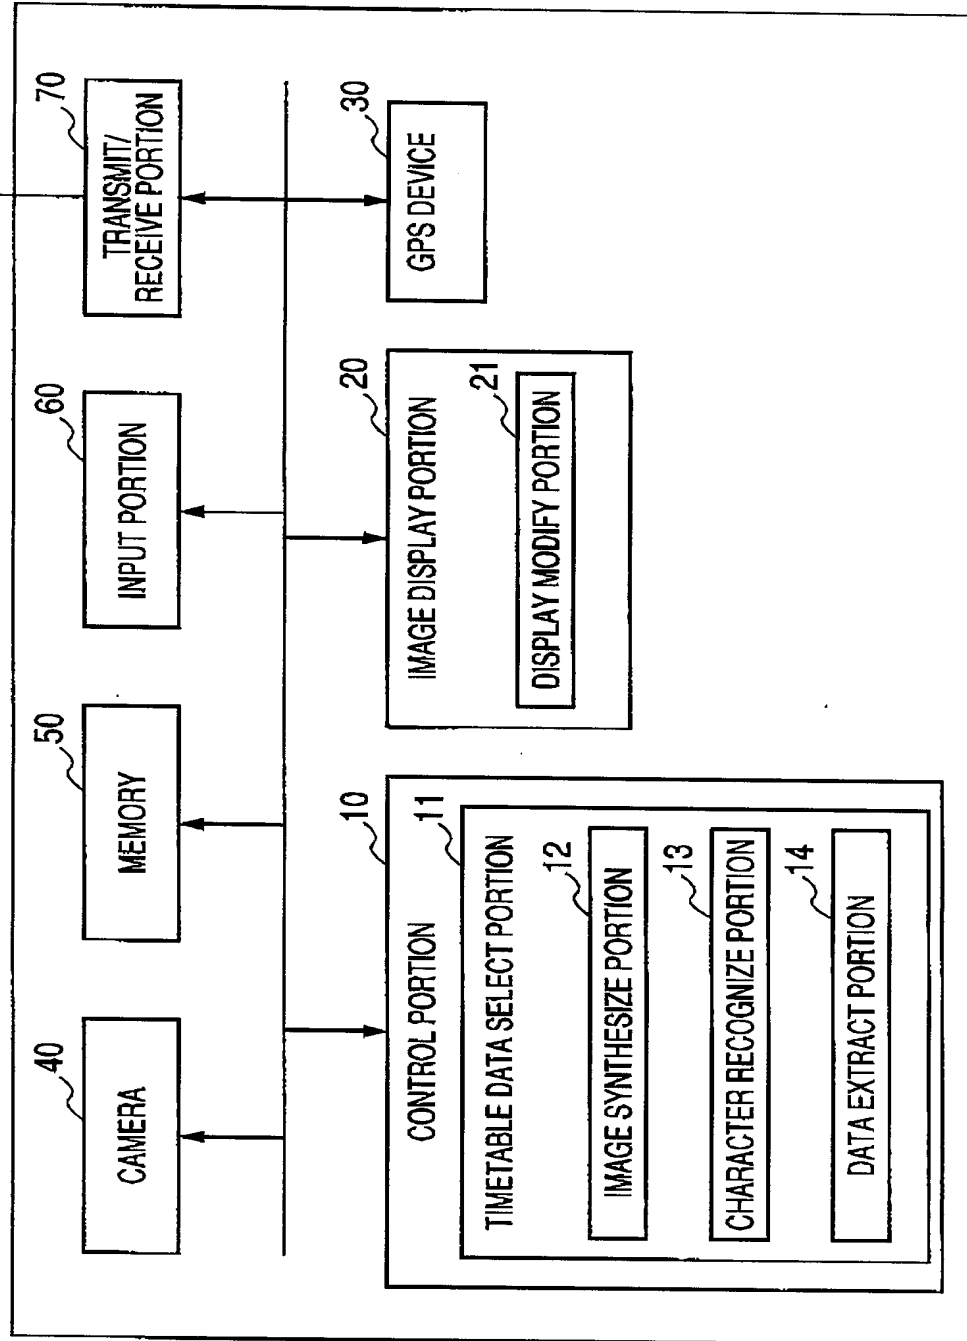 40
CAMERA
50
MEMORY
60
INPUT PORTION
70
TRANSMIT/
RECEIVE PORTION
10
CONTROL PORTION
11
TIMETABLE DATA SELECT PORTION
12
IMAGE SYNTHESIZE PORTION
13
CHARACTER RECOGNIZE PORTION
14
DATA EXTRACT PORTION
20
IMAGE DISPLAY PORTION
21
DISPLAY MODIFY PORTION
30
GPS DEVICE